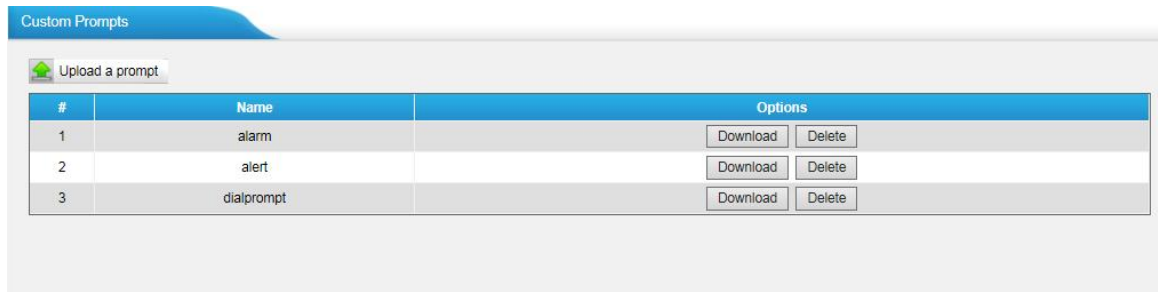 Custom Prompts
Upload a prompt
# Name Options
1 alarm Download Delete
2 alert Download Delete
3 dialprompt Download Delete